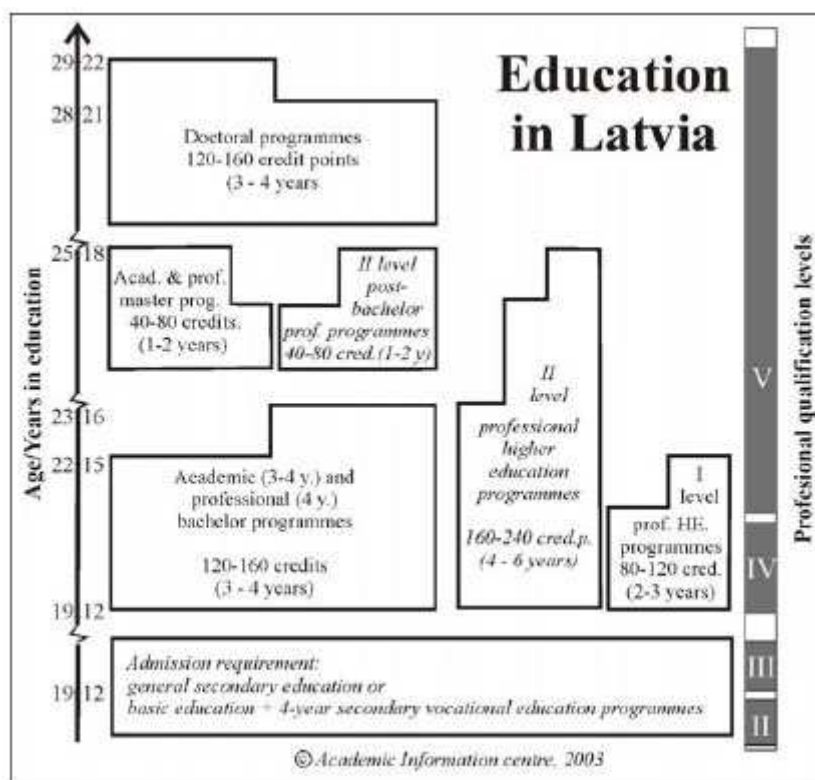 Education
in Latvia
29 22
28 21
Doctoral programmes
120-160 credit points
(3 - 4 years
25 18
Acad. & prof.
master prog.
40-80 credits.
(1-2 years)
II level
post-
bachelor
prof. programmes
40-80 cred.(1-2 y)
II
level
professional
higher
education
programmes
160-240 cred.p.
(4 - 6 years)
23 16
22 15
Academic (3-4 y.) and
professional (4 y.)
bachelor programmes
120-160 credits
(3 - 4 years)
I
level
prof. HE.
programmes
80-120 cred.
(2-3 years)
19 12
Admission requirement:
general secondary education or
basic education + 4-year secondary vocational education programmes
19 12
Age/Years in education
Profesional qualification levels
V
IV
III
II
© Academic Information centre, 2003